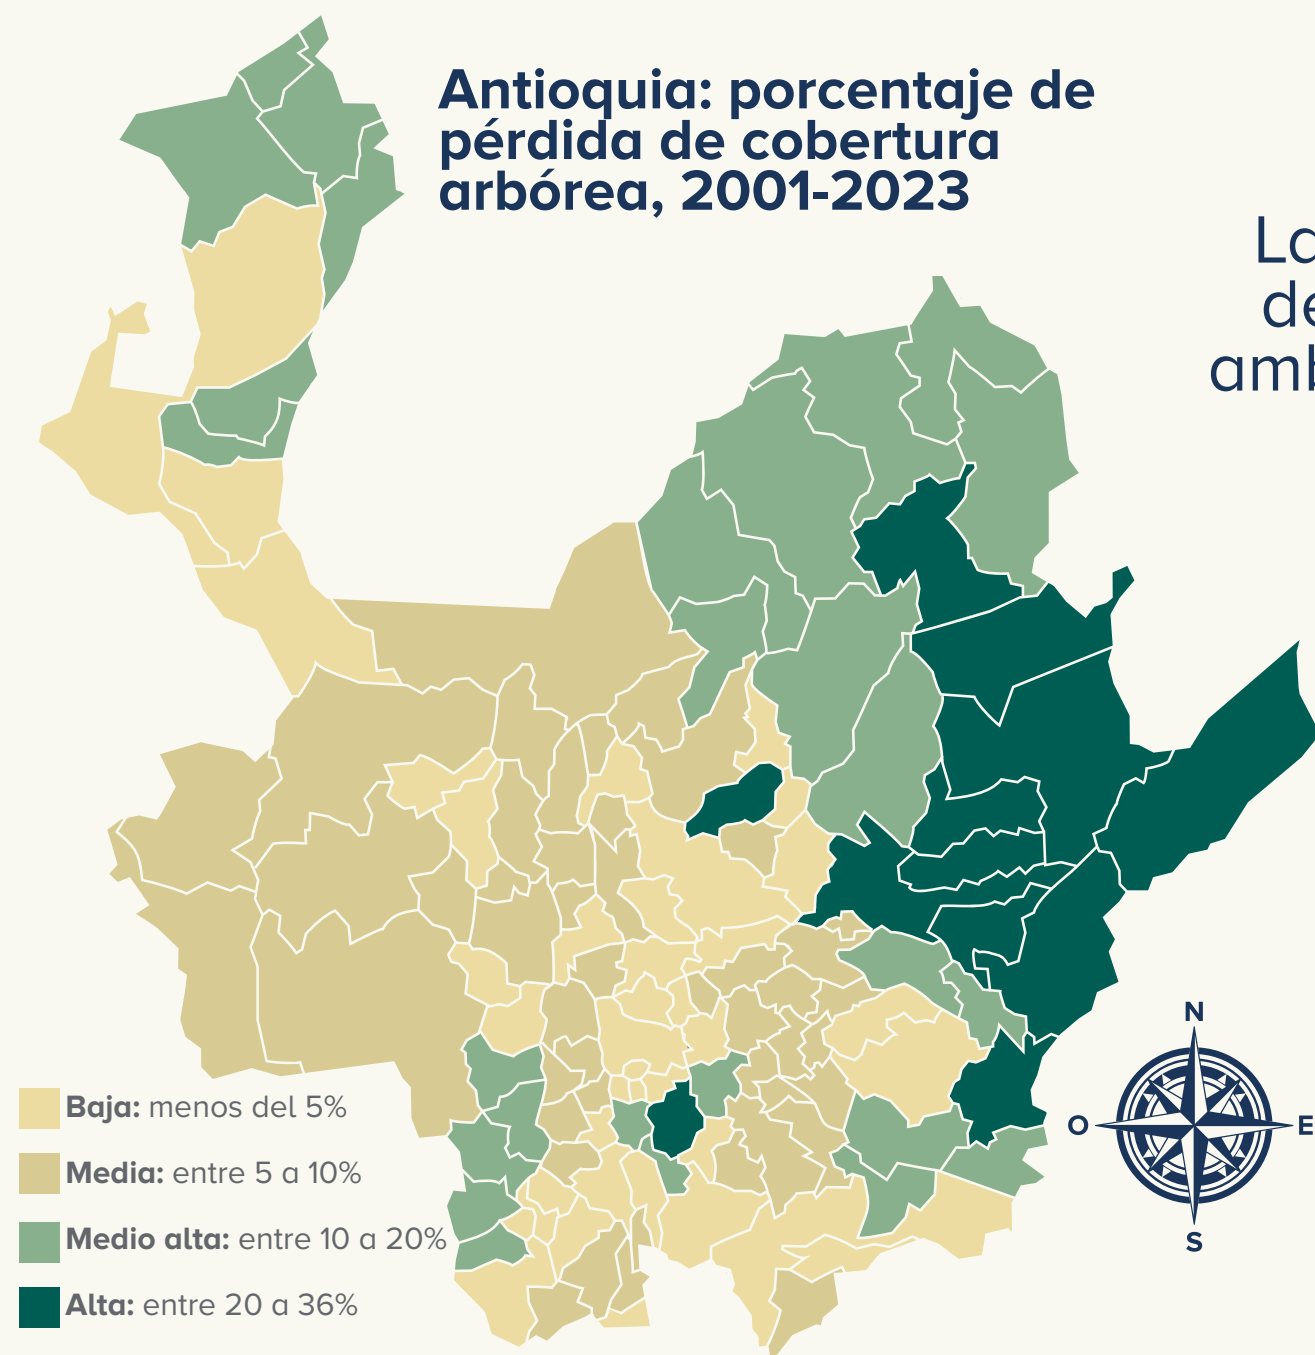 Antioquia: porcentaje de
pérdida de cobertura
arbórea, 2001-2023
Baja: menos del 5%
Media: entre 5 a 10%
Medio alta: entre 10 a 20%
Alta: entre 20 a 36%
N
O
E
S